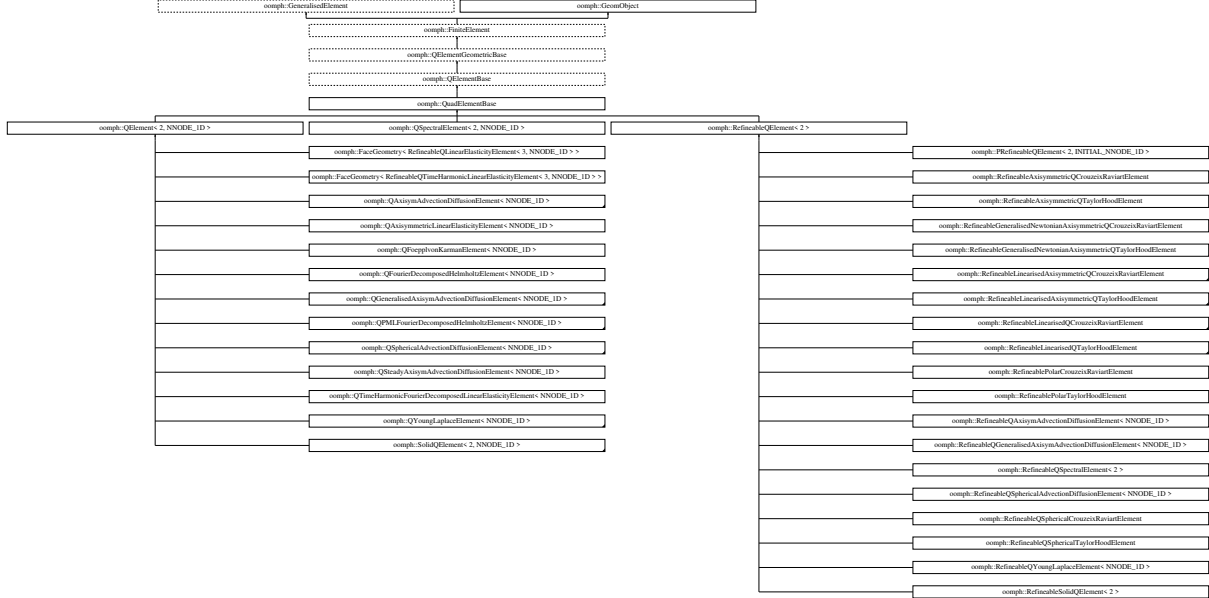 oomph::GeneralisedElement
oomph::GeomObject
oomph::FiniteElement
oomph::QElementGeometricBase
oomph::QElementBase
oomph::QuadElementBase
oomph::QElement< 2, NNODE_1D >
oomph::QSpectralElement< 2, NNODE_1D >
oomph::RefineableQElement< 2 >
oomph::FaceGeometry< RefineableQLinearElasticityElement< 3, NNODE_1D > >
oomph::FaceGeometry< RefineableQTimeHarmonicLinearElasticityElement< 3, NNODE_1D > >
oomph::QAxisymAdvectionDiffusionElement< NNODE_1D >
oomph::QAxisymmetricLinearElasticityElement< NNODE_1D >
oomph::QFoepplvonKarmanElement< NNODE_1D >
oomph::QFourierDecomposedHelmholtzElement< NNODE_1D >
oomph::QGeneralisedAxisymAdvectionDiffusionElement< NNODE_1D >
oomph::QPMLFourierDecomposedHelmholtzElement< NNODE_1D >
oomph::QSphericalAdvectionDiffusionElement< NNODE_1D >
oomph::QSteadyAxisymAdvectionDiffusionElement< NNODE_1D >
oomph::QTimeHarmonicFourierDecomposedLinearElasticityElement< NNODE_1D >
oomph::QYoungLaplaceElement< NNODE_1D >
oomph::SolidQElement< 2, NNODE_1D >
oomph::PRefineableQElement< 2, INITIAL_NNODE_1D >
oomph::RefineableAxisymmetricQCrouzeixRaviartElement
oomph::RefineableAxisymmetricQTaylorHoodElement
oomph::RefineableGeneralisedNewtonianAxisymmetricQCrouzeixRaviartElement
oomph::RefineableGeneralisedNewtonianAxisymmetricQTaylorHoodElement
oomph::RefineableLinearisedAxisymmetricQCrouzeixRaviartElement
oomph::RefineableLinearisedAxisymmetricQTaylorHoodElement
oomph::RefineableLinearisedQCrouzeixRaviartElement
oomph::RefineableLinearisedQTaylorHoodElement
oomph::RefineablePolarCrouzeixRaviartElement
oomph::RefineablePolarTaylorHoodElement
oomph::RefineableQAxisymAdvectionDiffusionElement< NNODE_1D >
oomph::RefineableQGeneralisedAxisymAdvectionDiffusionElement< NNODE_1D >
oomph::RefineableQSpectralElement< 2 >
oomph::RefineableQSphericalAdvectionDiffusionElement< NNODE_1D >
oomph::RefineableQSphericalCrouzeixRaviartElement
oomph::RefineableQSphericalTaylorHoodElement
oomph::RefineableQYoungLaplaceElement< NNODE_1D >
oomph::RefineableSolidQElement< 2 >